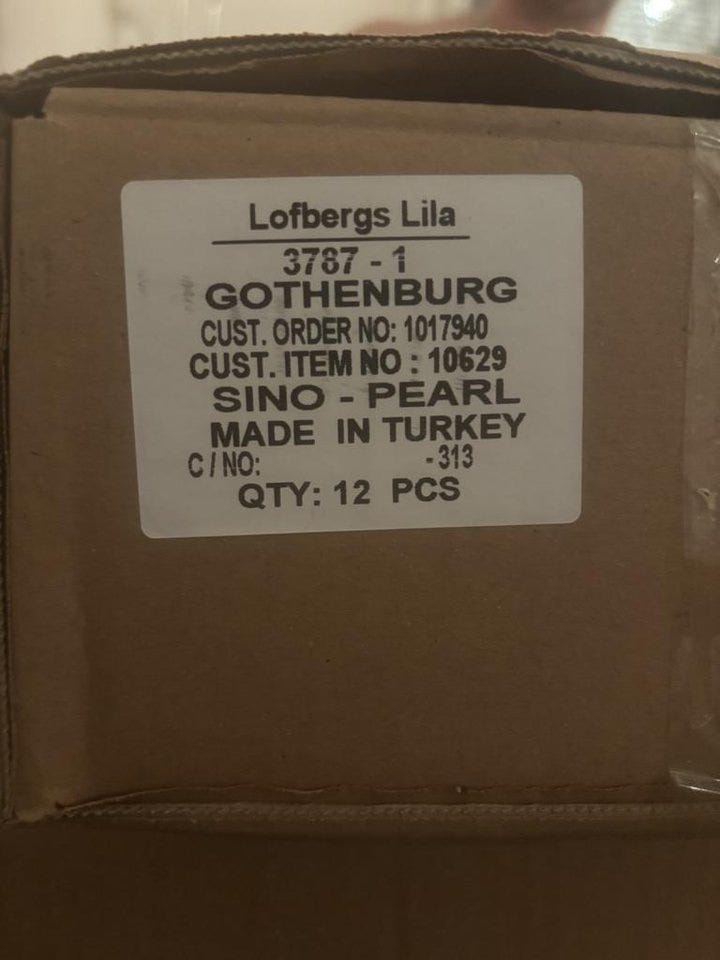 Lofbergs Lila
3787 - 1
GOTHENBURG
CUST. ORDER NO: 1017940
CUST. ITEM NO : 10629
SINO - PEARL
MADE IN TURKEY
C / NO: -313
QTY: 12 PCS